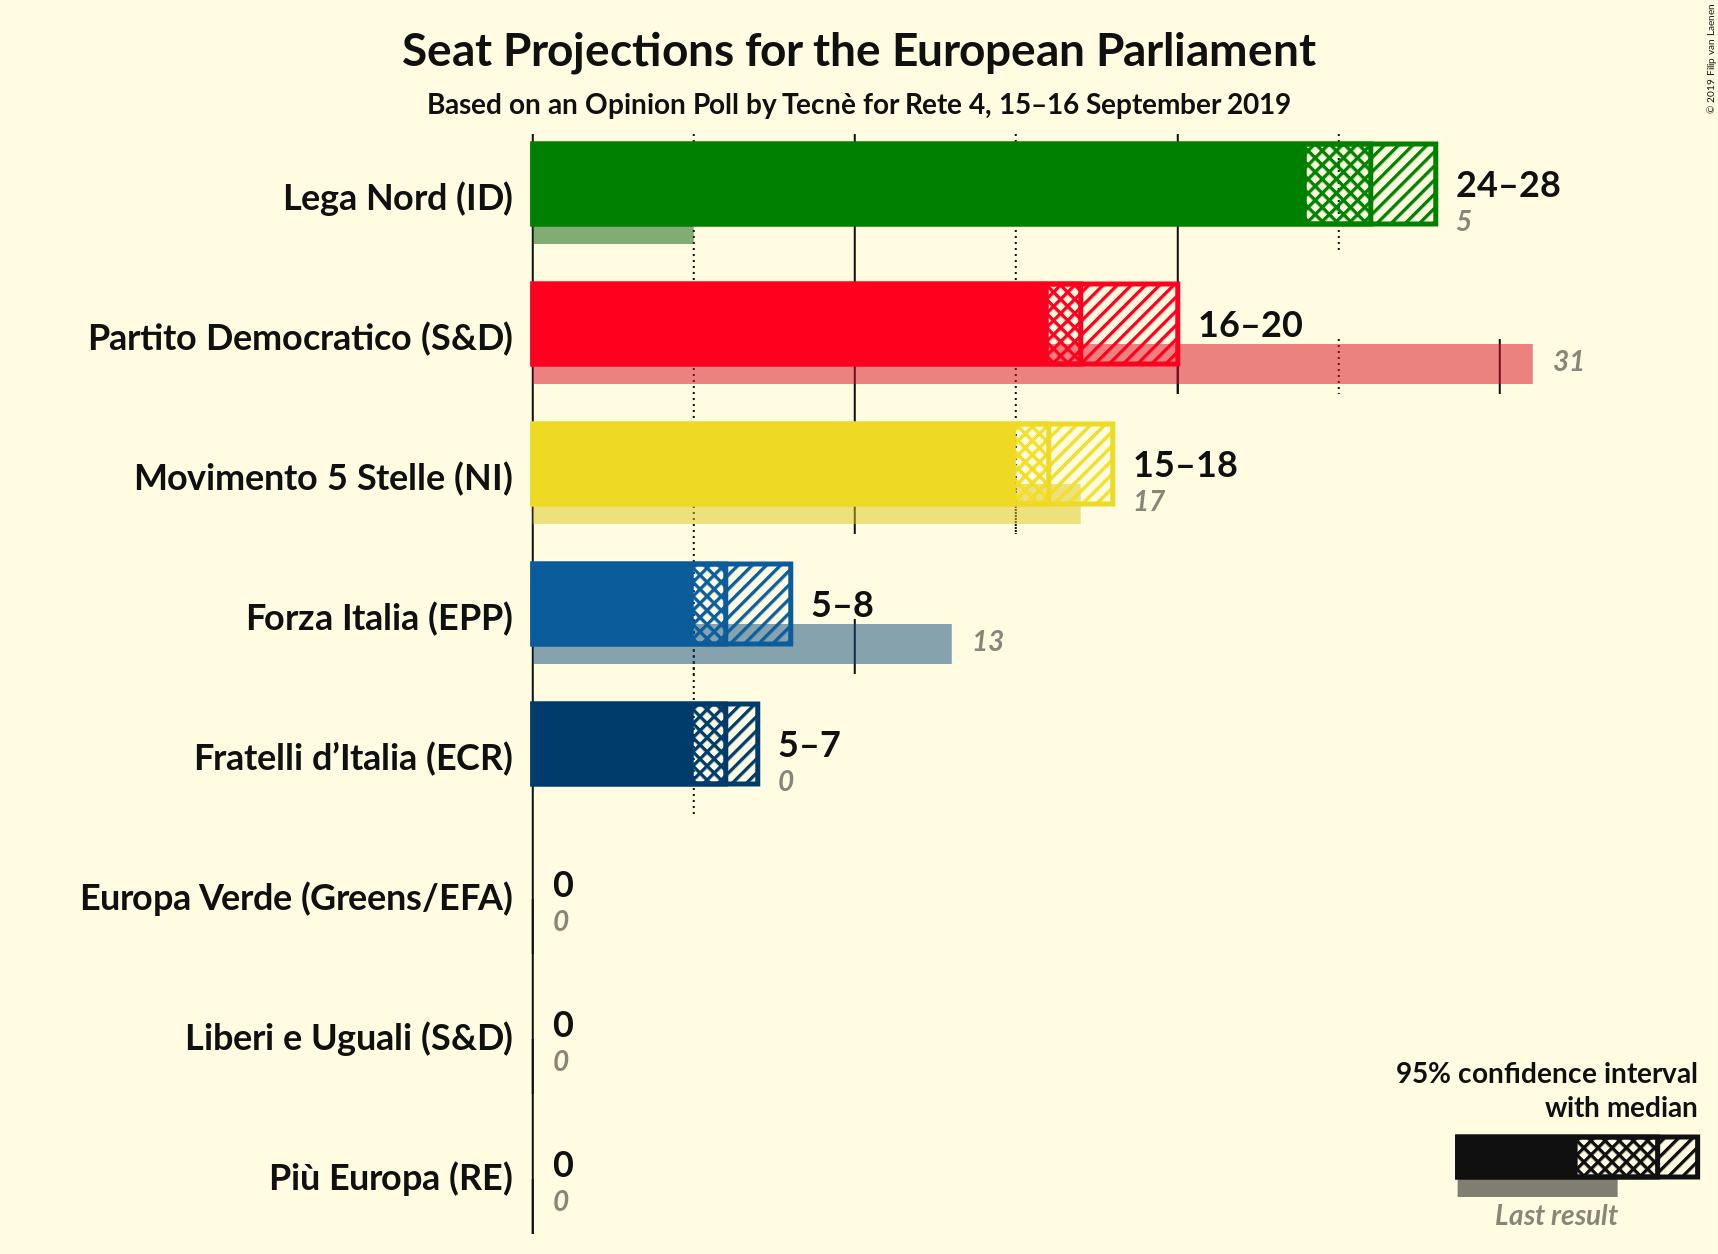 Seat Projections for the European Parliament
Based on an Opinion Poll by Tecnè for Rete 4, 15–16 September 2019
© 2019 Filip van Laenen
Lega Nord (ID)
24–28
5
Partito Democratico (S&D)
16–20
31
Movimento 5 Stelle (NI)
15–18
17
Forza Italia (EPP)
5–8
13
Fratelli d’Italia (ECR)
5–7
0
Europa Verde (Greens/EFA)
0
0
Liberi e Uguali (S&D)
0
0
Più Europa (RE)
0
0
95% confidence interval
with median
Last result